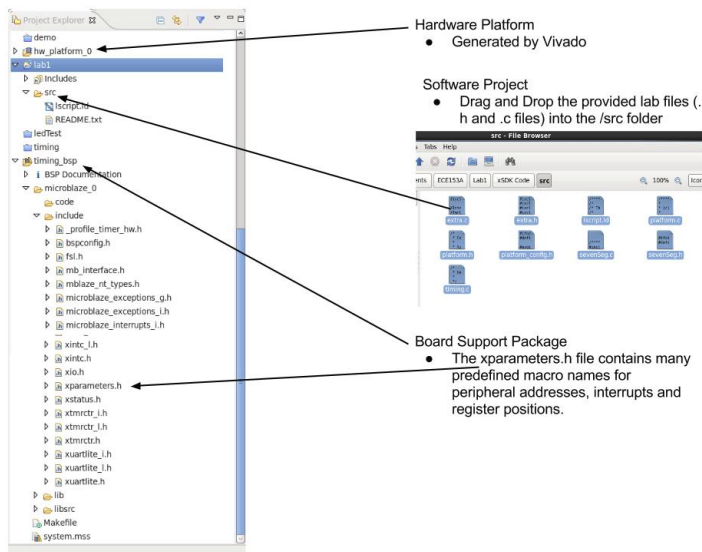 Project Explorer
demo
hw_platform_0
lab1
Includes
src
lscript.ld
README.txt
ledTest
timing
timing_bsp
BSP Documentation
microblaze_0
code
include
_profile_timer_hw.h
bspconfig.h
fsl.h
mb_interface.h
mblaze_nt_types.h
microblaze_exceptions_g.h
microblaze_exceptions_i.h
microblaze_interrupts_i.h
xintc_l.h
xintc.h
xio.h
xparameters.h
xstatus.h
xtmrctr_i.h
xtmrctr_l.h
xtmrctr.h
xuartlite_i.h
xuartlite_l.h
xuartlite.h
lib
libsrc
Makefile
system.mss
Hardware Platform
● Generated by Vivado
Software Project
● Drag and Drop the provided lab files (.
h and .c files) into the /src folder
src - File Browser
Tabs Help
ents ECE153A Lab1 xSDK Code src 100% Icon
extra.c extra.h lscript.ld platform.c
platform.h platform_config.h sevenSeg.c sevenSeg.h
timing.c
Board Support Package
● The xparameters.h file contains many
predefined macro names for
peripheral addresses, interrupts and
register positions.